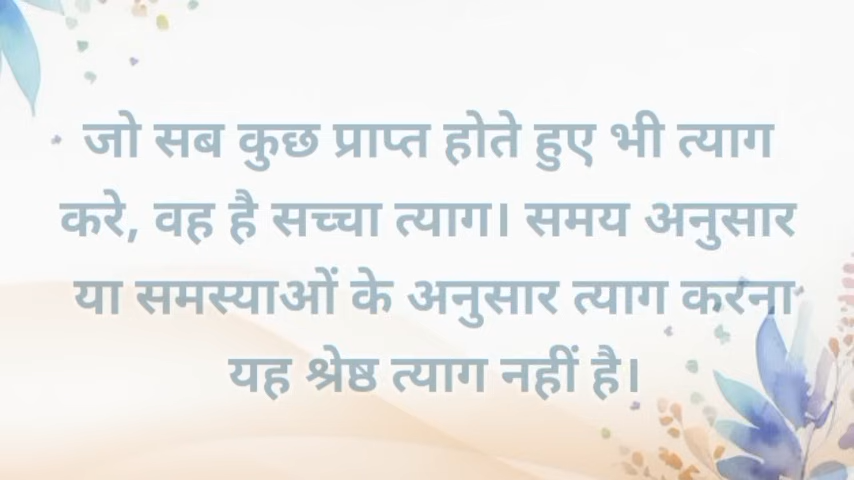 जो सब कुछ प्राप्त होते हुए भी त्याग
करे, वह है सच्चा त्याग। समय अनुसार
या समस्याओं के अनुसार त्याग करना
यह श्रेष्ठ त्याग नहीं है।